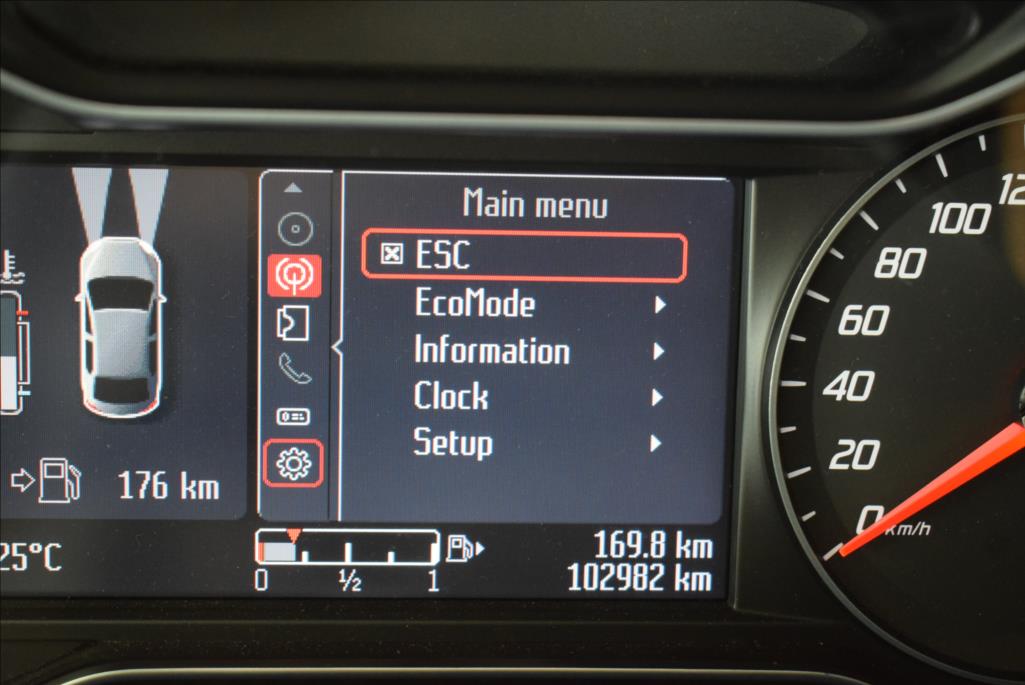 Main menu
ESC
EcoMode
Information
Clock
Setup
176 km
25°C
0 ½ 1
169.8 km
102982 km
100
80
60
40
20
0 km/h